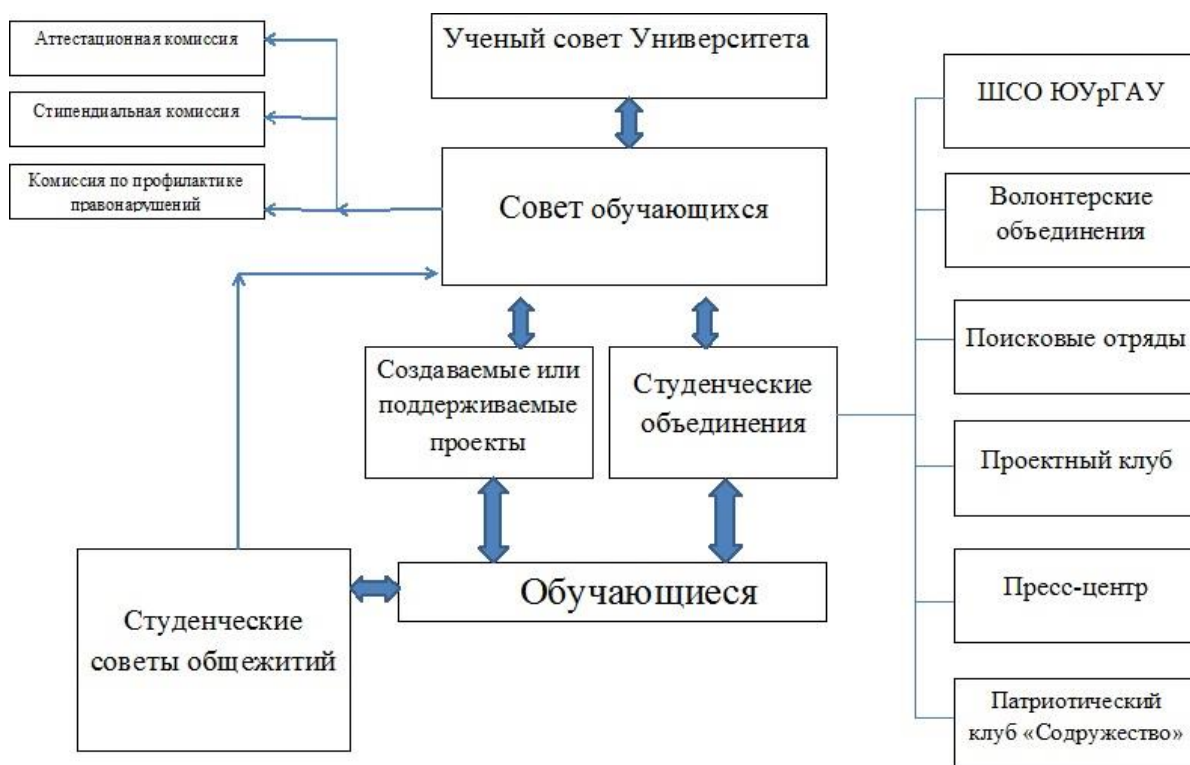 Аттестационная комиссия
Стипендиальная комиссия
Комиссия по профилактике
правонарушений
Ученый совет Университета
Совет обучающихся
Создаваемые или
поддерживаемые
проекты
Студенческие
объединения
Обучающиеся
Студенческие
советы общежитий
ШСО ЮУрГАУ
Волонтерские
объединения
Поисковые отряды
Проектный клуб
Пресс-центр
Патриотический
клуб «Содружество»